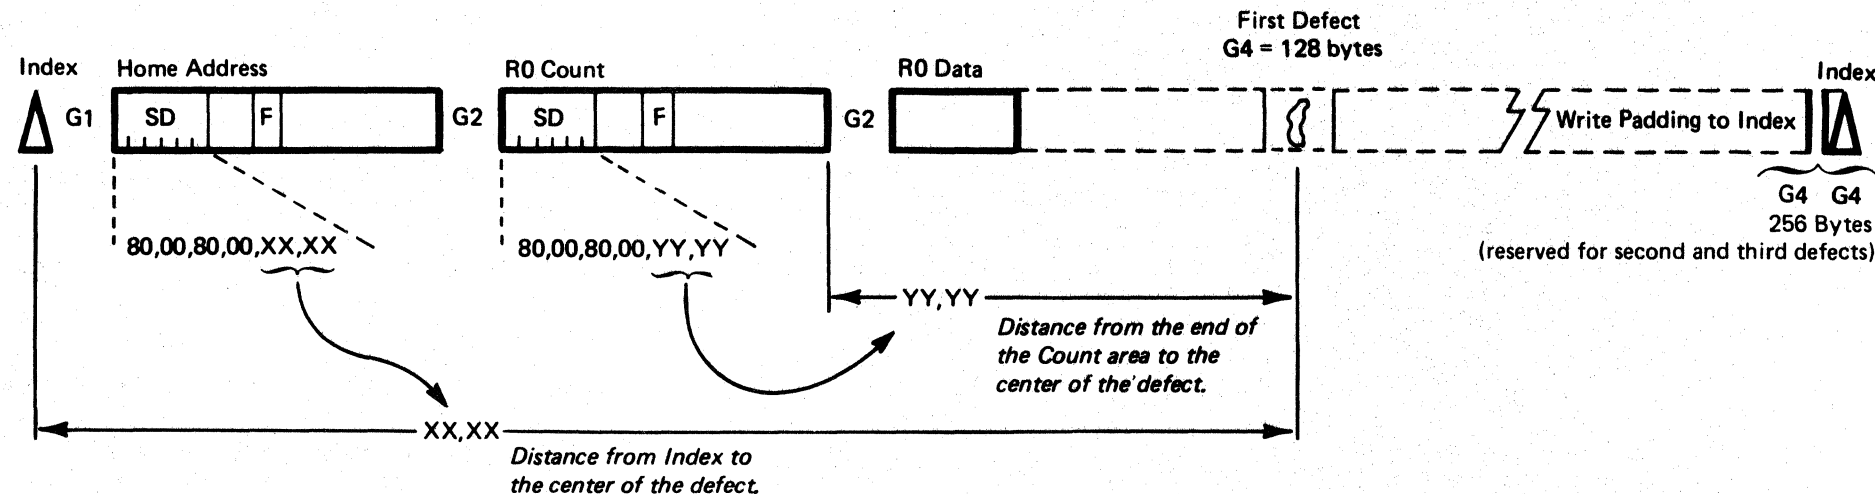 First Defect
G4 = 128 bytes
Index
Home Address
R0 Count
R0 Data
Index
G1
SD
F
G2
SD
F
G2
Write Padding to Index
G4 G4
256 Bytes
(reserved for second and third defects)
80,00,80,00,XX,XX
80,00,80,00,YY,YY
YY,YY
Distance from the end of
the Count area to the
center of the defect.
XX,XX
Distance from Index to
the center of the defect.